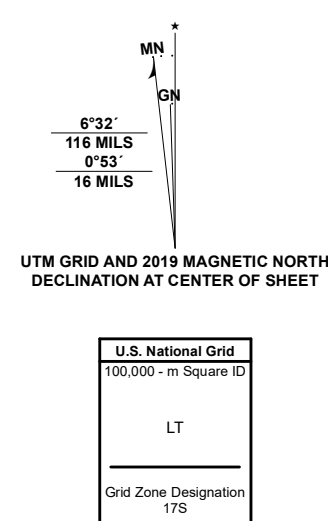 ★
MN
GN
6°32´
116 MILS
0°53´
16 MILS
UTM GRID AND 2019 MAGNETIC NORTH
DECLINATION AT CENTER OF SHEET
U.S. National Grid
100,000 - m Square ID
LT
Grid Zone Designation
17S